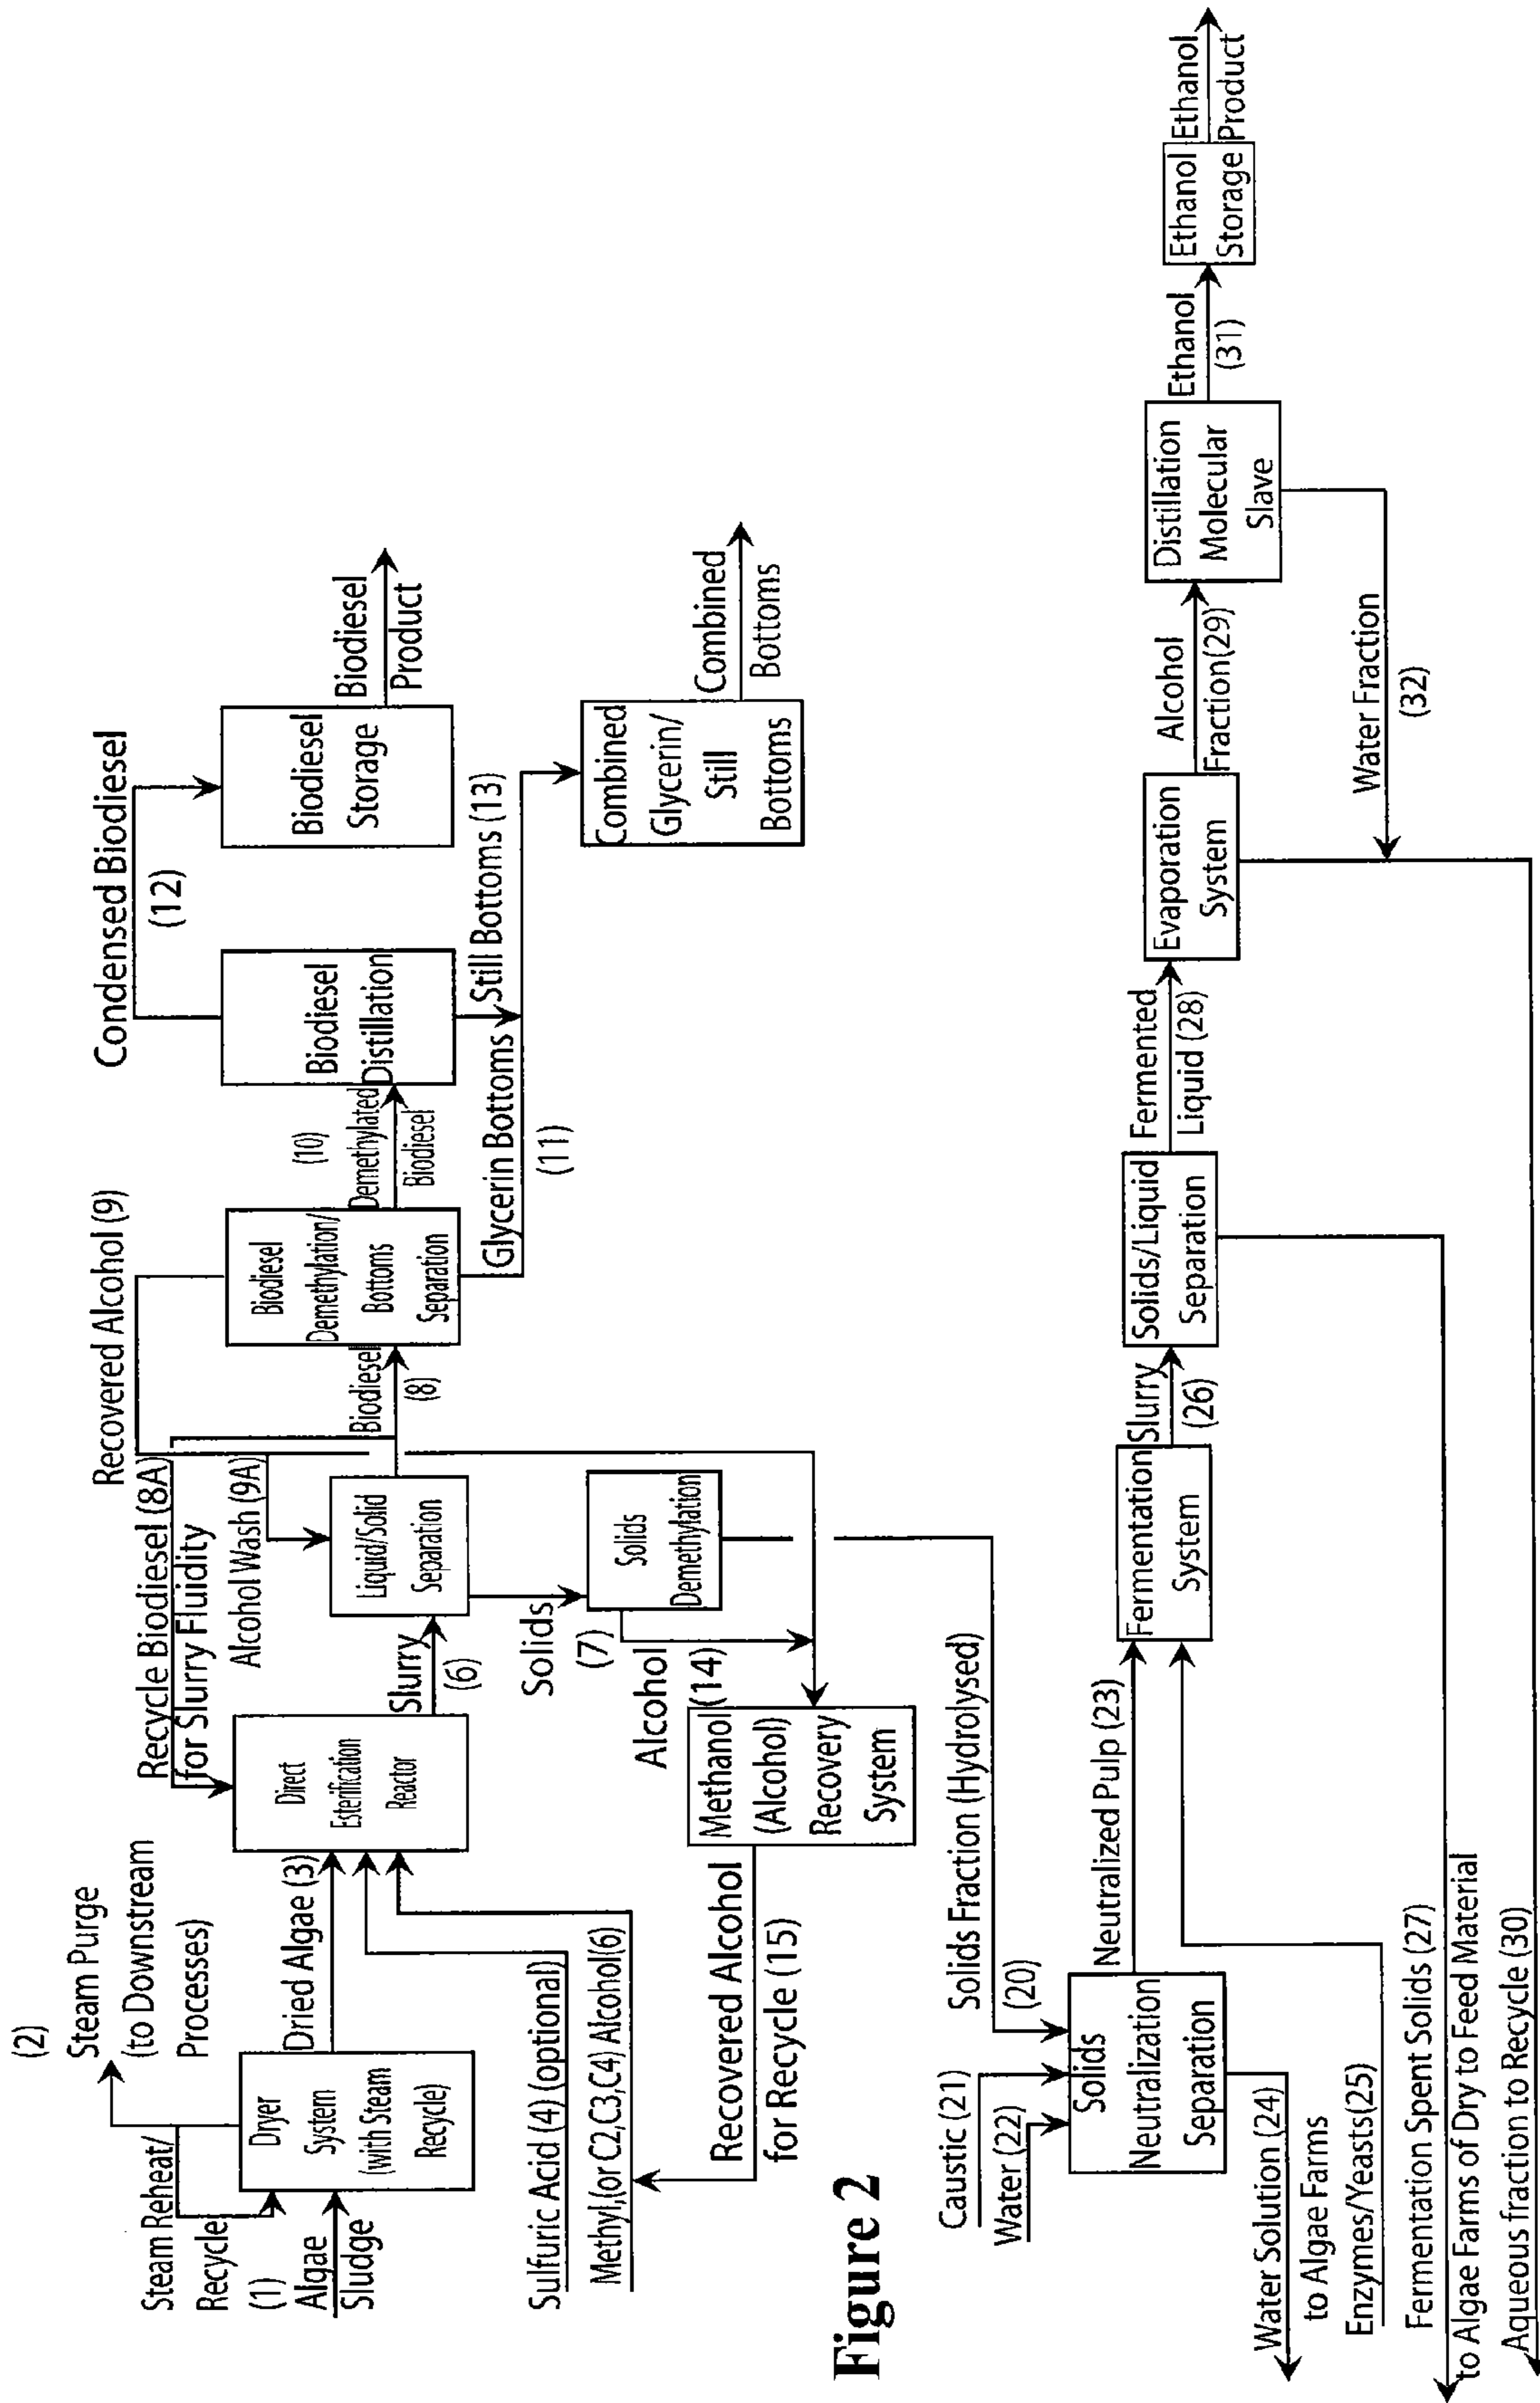 (2)
Steam Purge
(to Downstream
Processes)
Steam Reheat/
Recycle
(1)
Algae
Sludge
Dryer
System
(with Steam
Recycle)
Dried Algae (3)
Sulfuric Acid (4) (optional)
Methyl,(or C2,C3,C4) Alcohol(6)
Recycle Biodiesel (8A)
for Slurry Fluidity
Direct
Esterification
Reactor
Slurry
(6)
Alcohol Wash (9A)
Liquid/Solid
Separation
Solids
(7)
Solids
Demethylation
Alcohol
(14)
Methanol
(Alcohol)
Recovery
System
Recovered Alcohol
for Recycle (15)
Recovered Alcohol (9)
Biodiesel
(8)
Biodiesel
Demethylation/
Bottoms
Separation
(10)
Demethylated
Biodiesel
Glycerin Bottoms
(11)
Condensed Biodiesel
(12)
Biodiesel
Distillation
Still Bottoms (13)
Biodiesel
Storage
Biodiesel
Product
Combined
Glycerin/
Still
Bottoms
Combined
Bottoms
Figure 2
Solids Fraction (Hydrolysed)
(20)
Caustic (21)
Water (22)
Solids
Neutralization
Separation
Water Solution (24)
to Algae Farms
Enzymes/Yeasts(25)
Neutralized Pulp (23)
Fermentation
System
Slurry
(26)
Solids/Liquid
Separation
Fermented
Liquid (28)
Evaporation
System
Alcohol
Fraction(29)
Distillation
Molecular
Slave
Water Fraction
(32)
Ethanol
(31)
Ethanol
Storage
Ethanol
Product
Fermentation Spent Solids (27)
to Algae Farms of Dry to Feed Material
Aqueous fraction to Recycle (30)